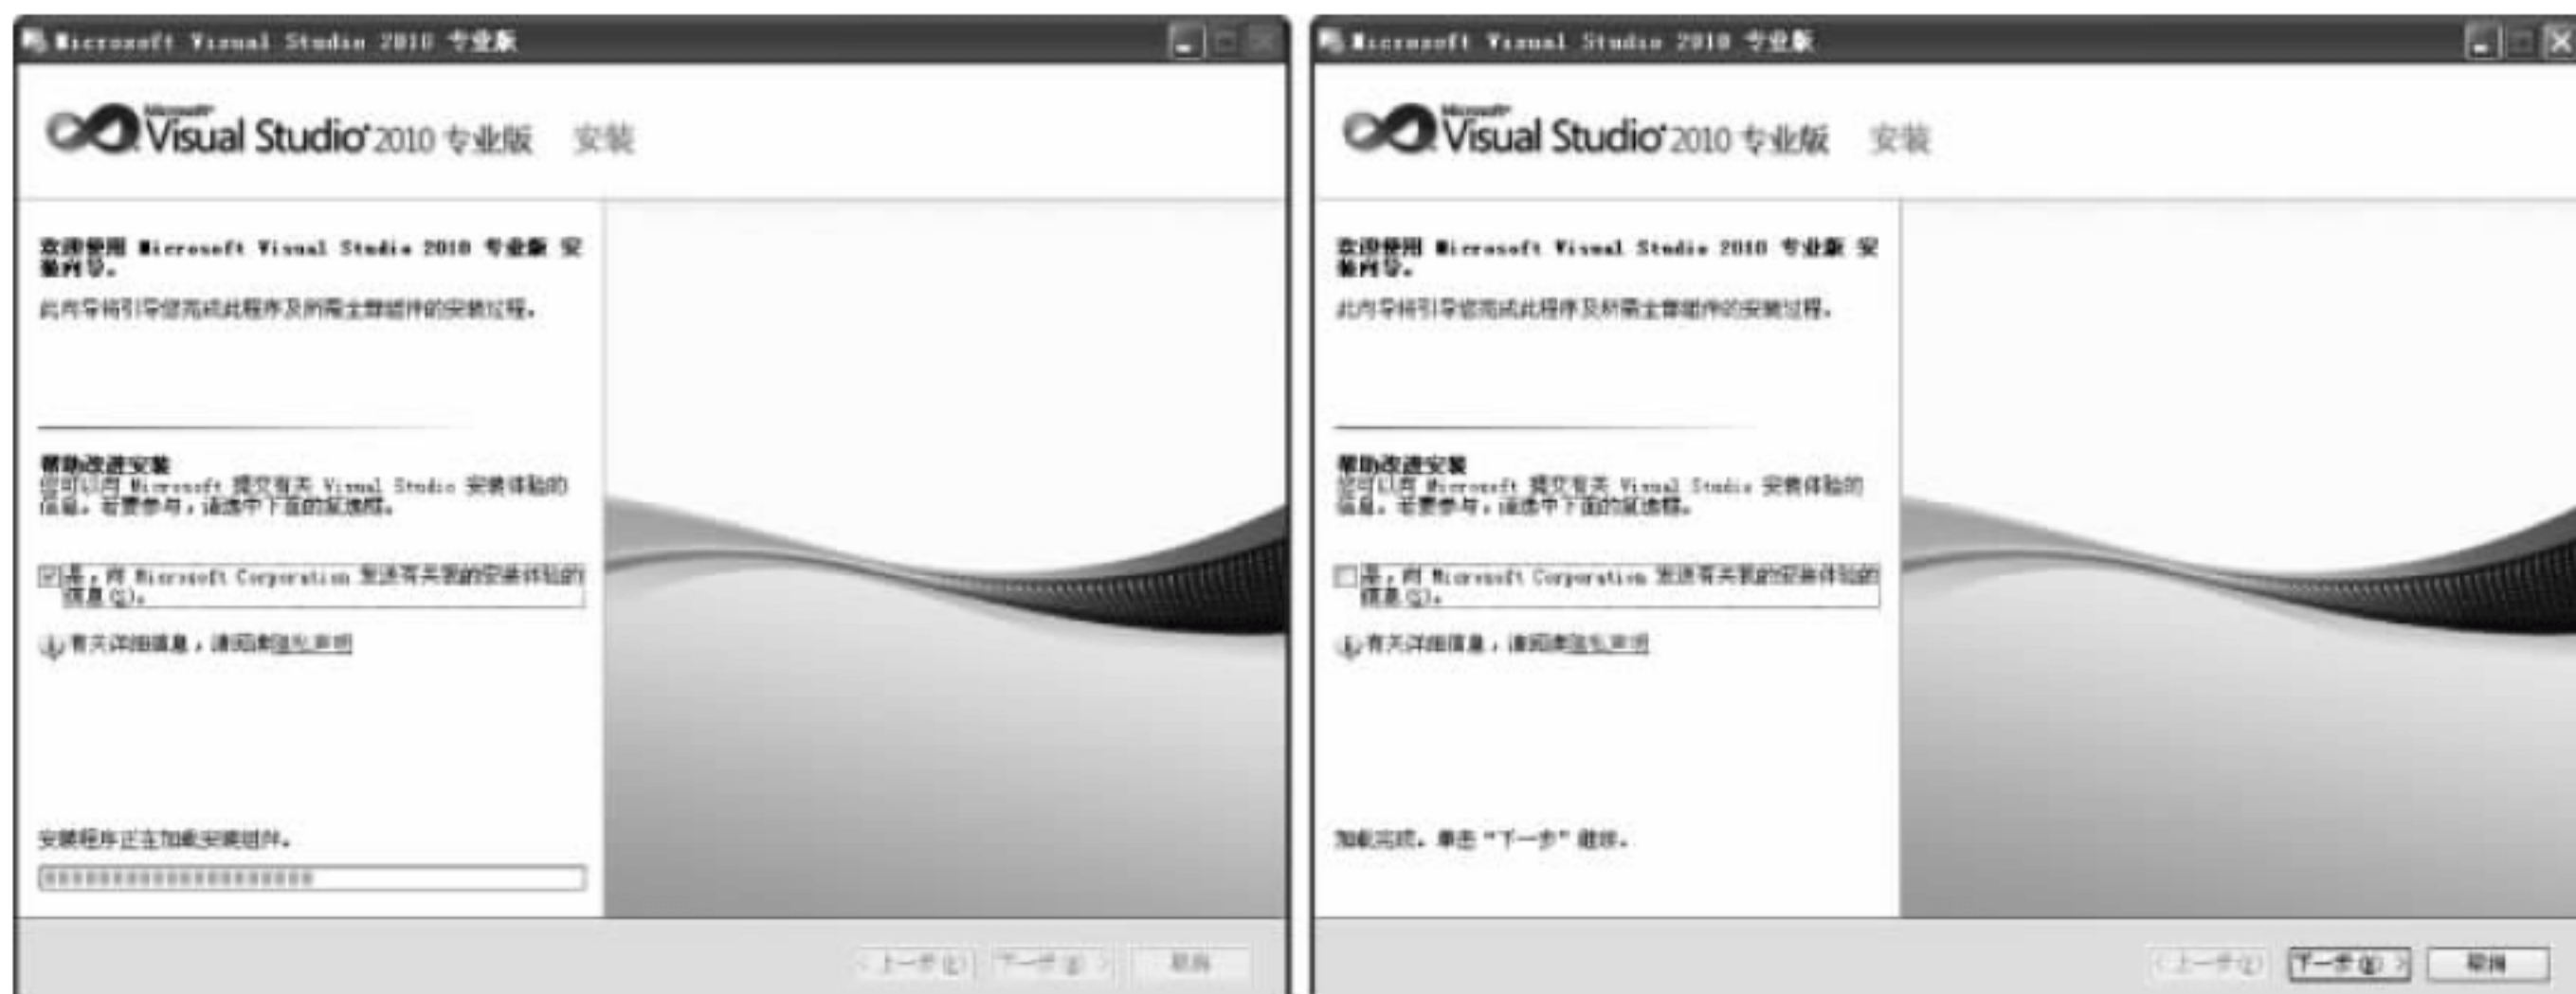 Microsoft Visual Studio 2010 专业版
Microsoft
Visual Studio 2010 专业版 安装
欢迎使用 Microsoft Visual Studio 2010 专业版 安
装向导。
此向导将引导您完成此程序及所需全部组件的安装过程。
帮助改进安装
您可以向 Microsoft 提交有关 Visual Studio 安装体验的
信息。若要参与，请选中下面的复选框。
是，向 Microsoft Corporation 发送有关我的安装体验的
信息(S)。
有关详细信息，请阅读隐私声明
安装程序正在加载安装组件。
< 上一步(P) 下一步(N) > 取消
Microsoft Visual Studio 2010 专业版
Microsoft
Visual Studio 2010 专业版 安装
欢迎使用 Microsoft Visual Studio 2010 专业版 安
装向导。
此向导将引导您完成此程序及所需全部组件的安装过程。
帮助改进安装
您可以向 Microsoft 提交有关 Visual Studio 安装体验的
信息。若要参与，请选中下面的复选框。
是，向 Microsoft Corporation 发送有关我的安装体验的
信息(S)。
有关详细信息，请阅读隐私声明
加载完成。单击“下一步”继续。
< 上一步(P) 下一步(N) > 取消